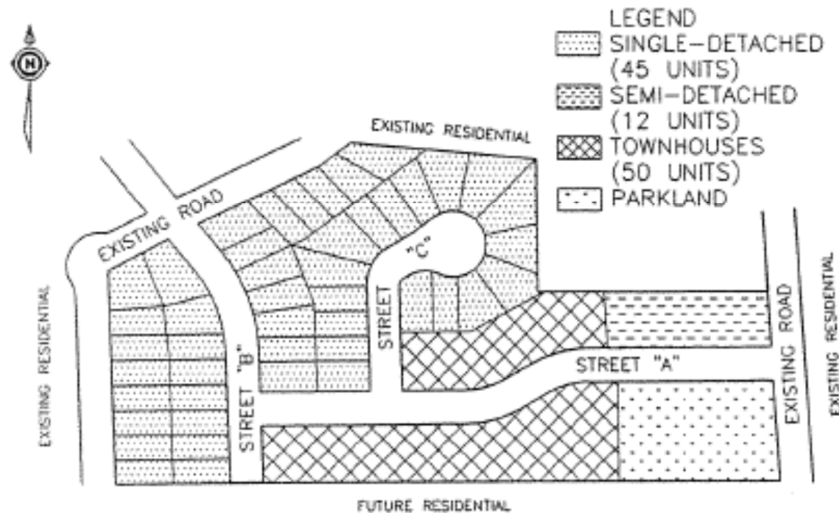 N
LEGEND
SINGLE-DETACHED
(45 UNITS)
SEMI-DETACHED
(12 UNITS)
TOWNHOUSES
(50 UNITS)
PARKLAND
EXISTING RESIDENTIAL
EXISTING ROAD
"C"
STREET
EXISTING RESIDENTIAL
STREET "B"
STREET "A"
EXISTING ROAD
EXISTING RESIDENTIAL
FUTURE RESIDENTIAL